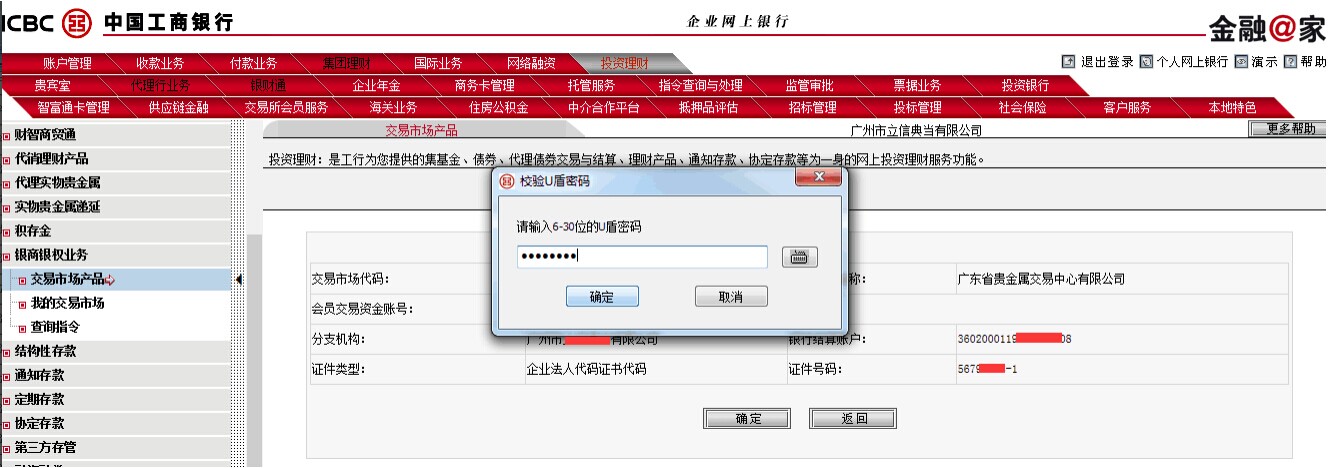 ICBC 中国工商银行
企业网上银行
金融@家
账户管理 收款业务 付款业务 集团理财 国际业务 网络融资 投资理财
退出登录 个人网上银行 演示 帮助
贵宾室 代理行业务 银财通 企业年金 商务卡管理 托管服务 指令查询与处理 监管审批 票据业务 投资银行
智富通卡管理 供应链金融 交易所会员服务 海关业务 住房公积金 中介合作平台 抵押品评估 招标管理 投标管理 社会保险 客户服务 本地特色
财智商贸通
代销理财产品
代理实物贵金属
实物贵金属递延
积存金
银商银权业务
交易市场产品
我的交易市场
查询指令
结构性存款
通知存款
定期存款
协定存款
第三方存管
交易市场产品
广州市立信典当有限公司
更多帮助
投资理财：是工行为您提供的集基金、债券、代理债券交易与结算、理财产品、通知存款、协定存款等为一身的网上投资理财服务功能。
校验U盾密码
请输入6-30位的U盾密码
确定 取消
交易市场代码：
称： 广东省贵金属交易中心有限公司
会员交易资金账号：
分支机构： 广州市 有限公司 银行结算账户： 3602000119 08
证件类型： 企业法人代码证书代码 证件号码： 5679 -1
确定 返回